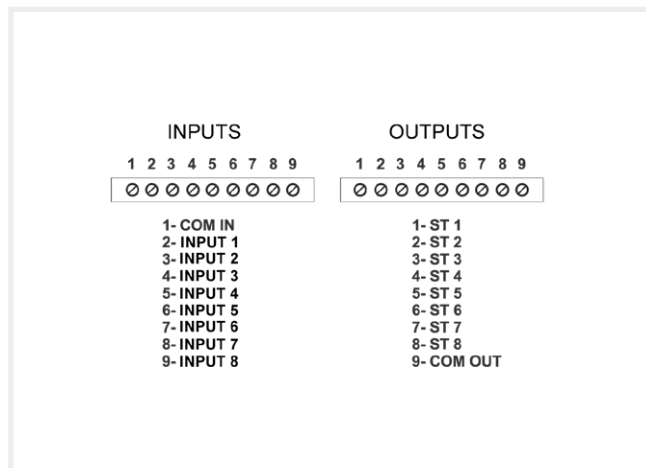 INPUTS
1 2 3 4 5 6 7 8 9
1- COM IN
2- INPUT 1
3- INPUT 2
4- INPUT 3
5- INPUT 4
6- INPUT 5
7- INPUT 6
8- INPUT 7
9- INPUT 8
OUTPUTS
1 2 3 4 5 6 7 8 9
1- ST 1
2- ST 2
3- ST 3
4- ST 4
5- ST 5
6- ST 6
7- ST 7
8- ST 8
9- COM OUT